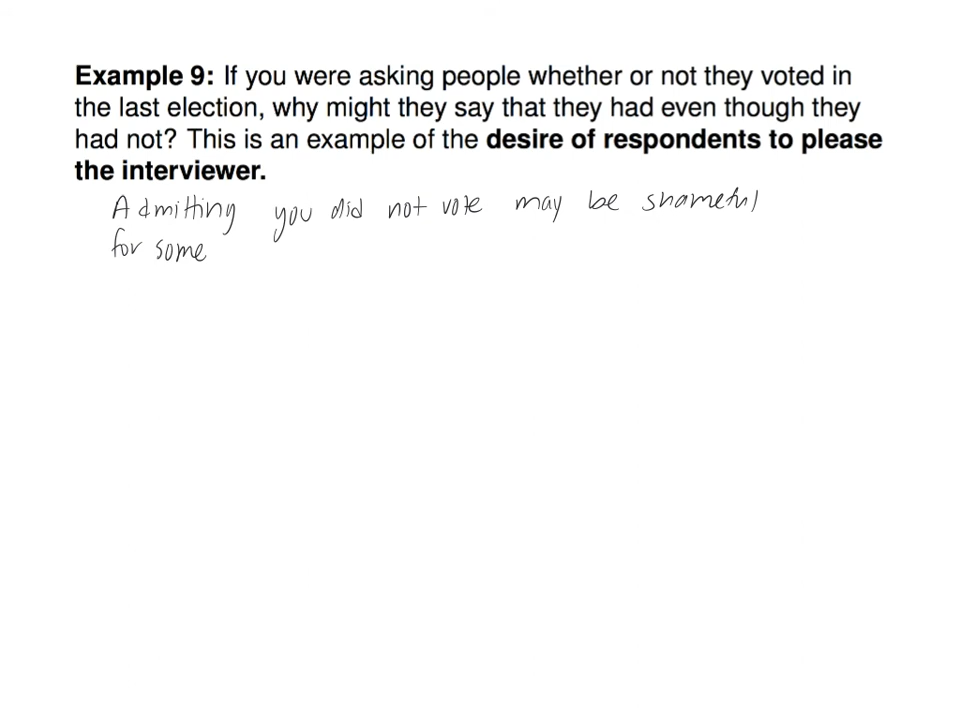 Example 9: If you were asking people whether or not they voted in
the last election, why might they say that they had even though they
had not? This is an example of the desire of respondents to please
the interviewer.
Admitting you did not vote may be shameful
for some